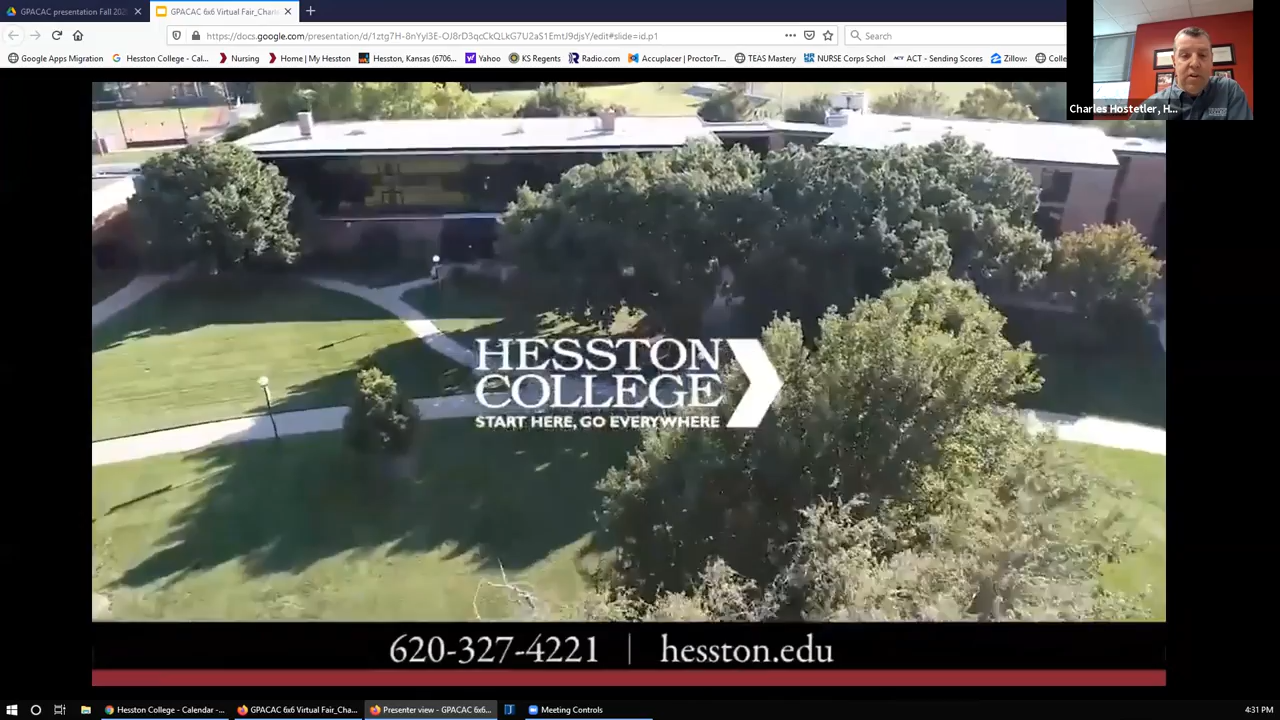 GPACAC presentation Fall 202
GPACAC 6x6 Virtual Fair_Charle
https://docs.google.com/presentation/d/1ztg7H-8nYyl3E-OJ8rD3qcCkQLkG7U2aS1EmtJ9djsY/edit#slide=id.p1
Search
Google Apps Migration
Hesston College - Cal...
Nursing
Home | My Hesston
Hesston, Kansas (6706...
Yahoo
KS Regents
Radio.com
Accuplacer | ProctorTr...
TEAS Mastery
NURSE Corps Schol
ACT - Sending Scores
Zillow:
Colle
Charles Hostetler, H...
HESSTON
COLLEGE
START HERE, GO EVERYWHERE
620-327-4221 | hesston.edu
Hesston College - Calendar -...
GPACAC 6x6 Virtual Fair_Cha...
Presenter view - GPACAC 6x6...
Meeting Controls
4:31 PM